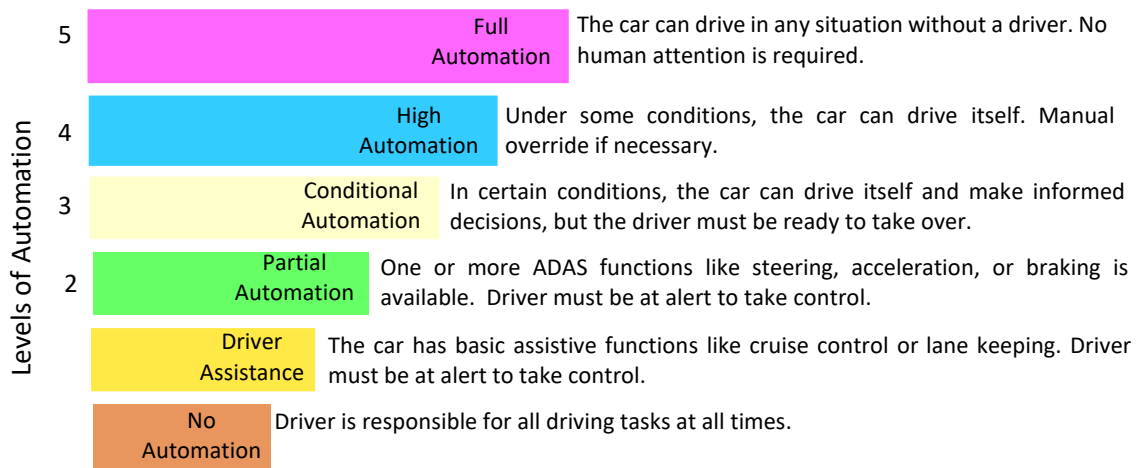 Levels of Automation
5
Full
Automation
The car can drive in any situation without a driver. No
human attention is required.
4
High
Automation
Under some conditions, the car can drive itself. Manual
override if necessary.
3
Conditional
Automation
In certain conditions, the car can drive itself and make informed
decisions, but the driver must be ready to take over.
2
Partial
Automation
One or more ADAS functions like steering, acceleration, or braking is
available. Driver must be at alert to take control.
Driver
Assistance
The car has basic assistive functions like cruise control or lane keeping. Driver
must be at alert to take control.
No
Automation
Driver is responsible for all driving tasks at all times.